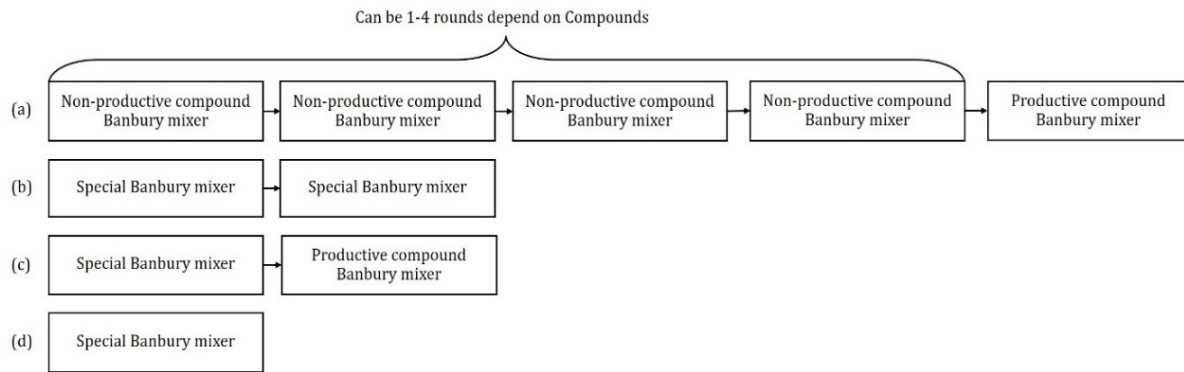 Can be 1-4 rounds depend on Compounds
(a)
Non-productive compound
Banbury mixer
Non-productive compound
Banbury mixer
Non-productive compound
Banbury mixer
Non-productive compound
Banbury mixer
Productive compound
Banbury mixer
(b)
Special Banbury mixer
Special Banbury mixer
(c)
Special Banbury mixer
Productive compound
Banbury mixer
(d)
Special Banbury mixer